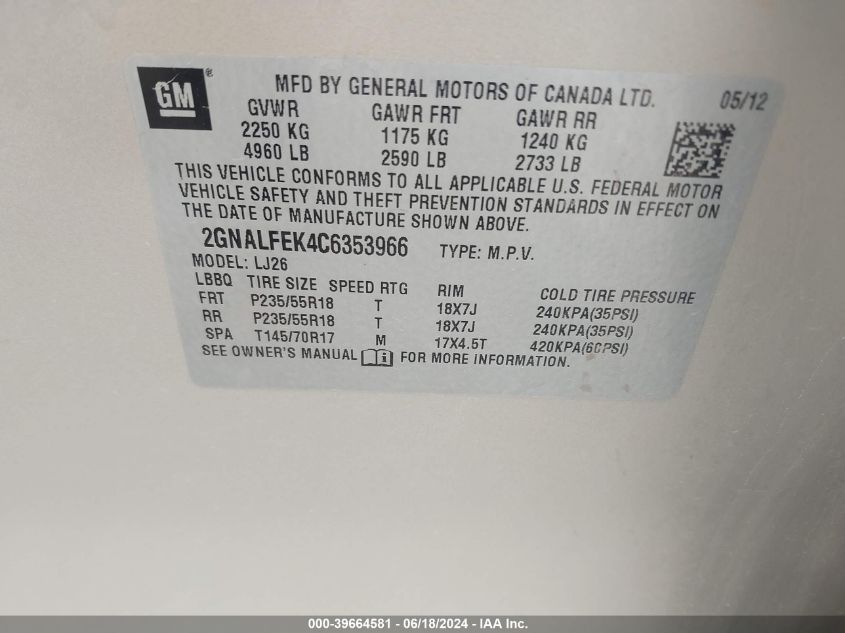 GM®
MFD BY GENERAL MOTORS OF CANADA LTD. 05/12
GVWR GAWR FRT GAWR RR
2250 KG 1175 KG 1240 KG
4960 LB 2590 LB 2733 LB
THIS VEHICLE CONFORMS TO ALL APPLICABLE U.S. FEDERAL MOTOR
VEHICLE SAFETY AND THEFT PREVENTION STANDARDS IN EFFECT ON
THE DATE OF MANUFACTURE SHOWN ABOVE.
2GNALFEK4C6353966 TYPE: M.P.V.
MODEL: LJ26
LBBQ TIRE SIZE SPEED RTG RIM COLD TIRE PRESSURE
FRT P235/55R18 T 18X7J 240KPA(35PSI)
RR P235/55R18 T 18X7J 240KPA(35PSI)
SPA T145/70R17 M 17X4.5T 420KPA(60PSI)
SEE OWNER'S MANUAL FOR MORE INFORMATION.
000-39664581 - 06/18/2024 - IAA Inc.